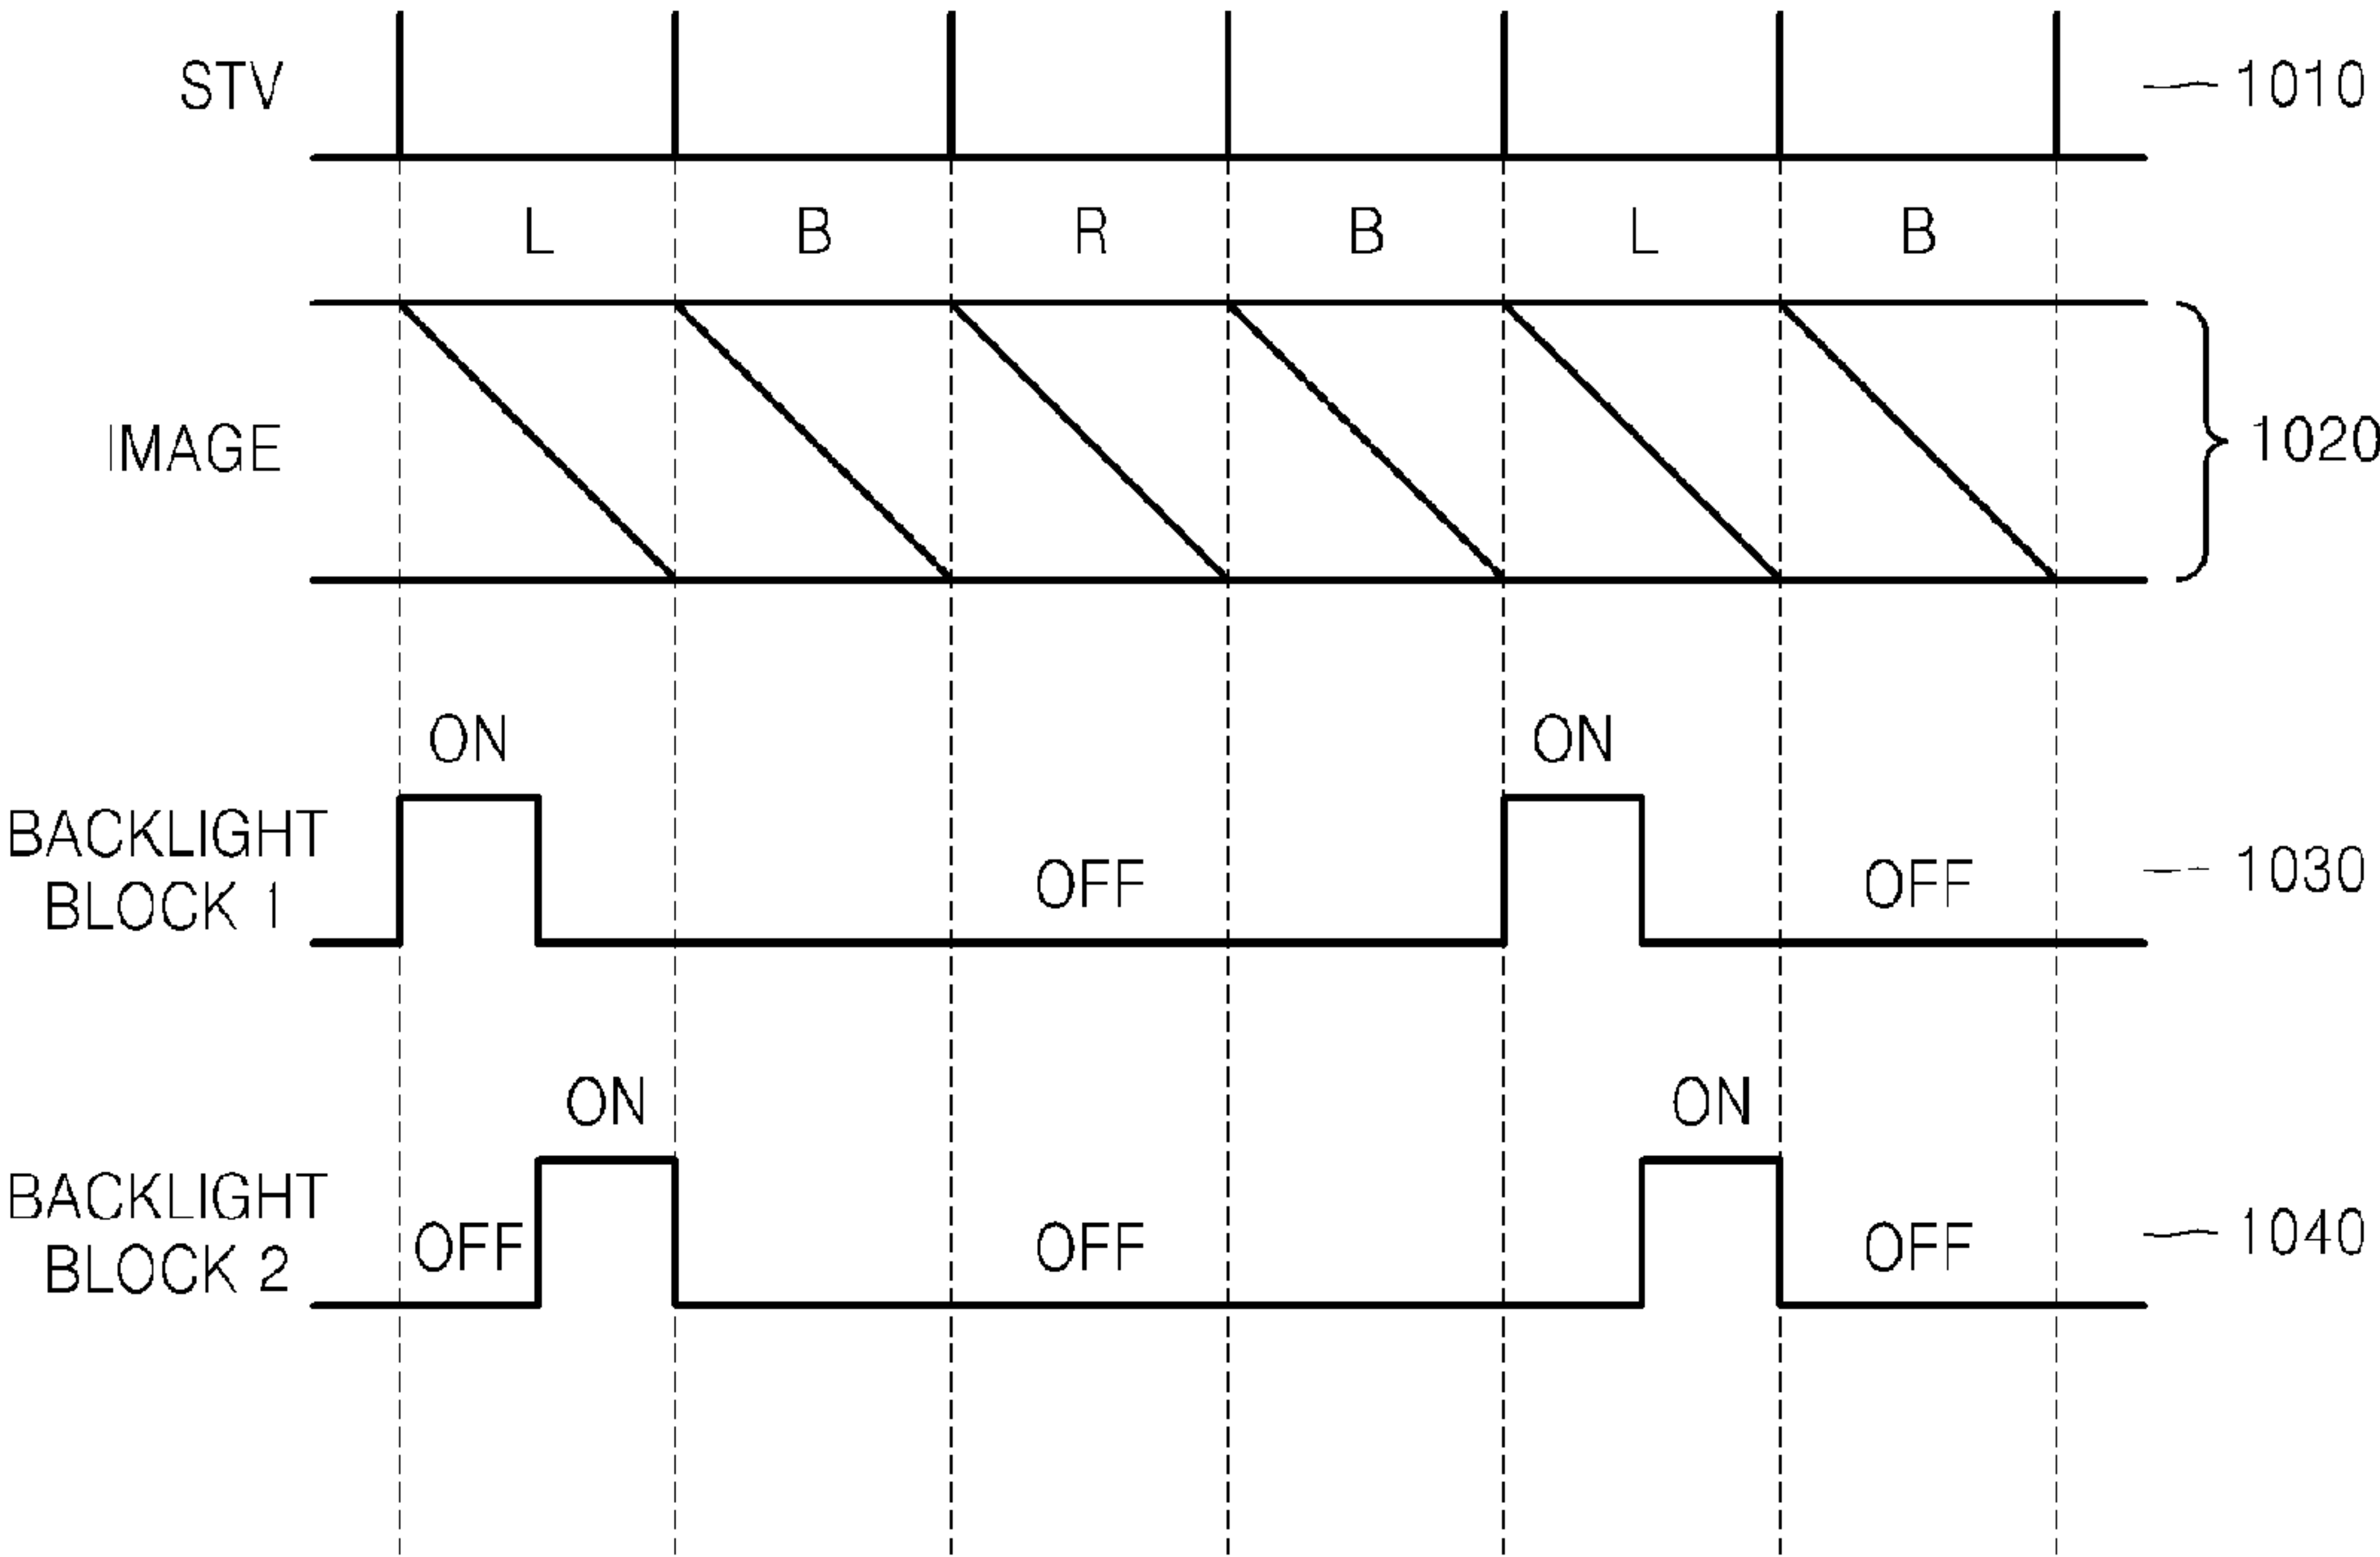 STV
1010
L B R B L B
IMAGE
1020
ON ON
BACKLIGHT
BLOCK 1
OFF OFF
1030
ON ON
BACKLIGHT
BLOCK 2
OFF OFF OFF
1040